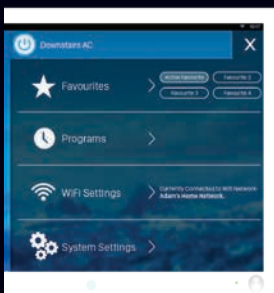 Downstairs AC
X
Favourites
Active Favourite
Favourite 2
Favourite 3
Favourite 4
Programs
WiFi Settings
Currently Connected to Wifi Network
Adam's Home Network.
System Settings